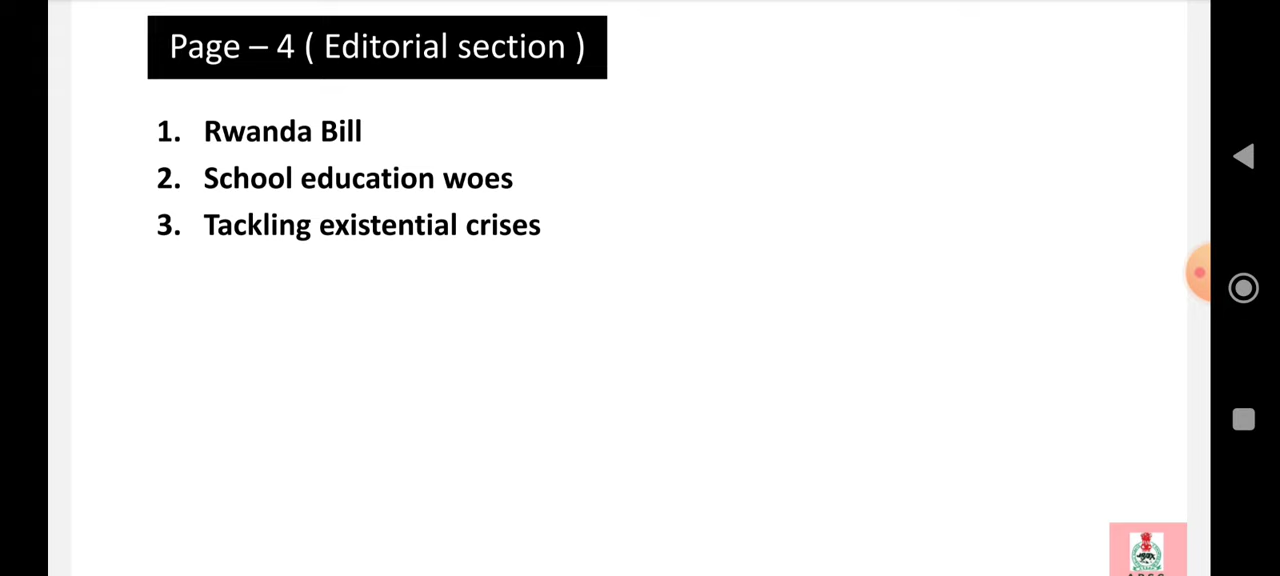 Page – 4 ( Editorial section )
1. Rwanda Bill
2. School education woes
3. Tackling existential crises